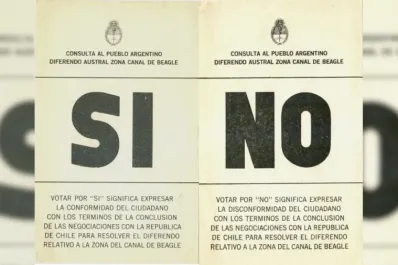 CONSULTA AL PUEBLO ARGENTINO
DIFERENDO AUSTRAL ZONA CANAL DE BEAGLE
SI
VOTAR POR "SI" SIGNIFICA EXPRESAR
LA CONFORMIDAD DEL CIUDADANO
CON LOS TERMINOS DE LA CONCLUSION
DE LAS NEGOCIACIONES CON LA REPUBLICA
DE CHILE PARA RESOLVER EL DIFERENDO
RELATIVO A LA ZONA DEL CANAL DE BEAGLE
CONSULTA AL PUEBLO ARGENTINO
DIFERENDO AUSTRAL ZONA CANAL DE BEAGLE
NO
VOTAR POR "NO" SIGNIFICA EXPRESAR
LA DISCONFORMIDAD DEL CIUDADANO
CON LOS TERMINOS DE LA CONCLUSION
DE LAS NEGOCIACIONES CON LA REPUBLICA
DE CHILE PARA RESOLVER EL DIFERENDO
RELATIVO A LA ZONA DEL CANAL DE BEAGLE